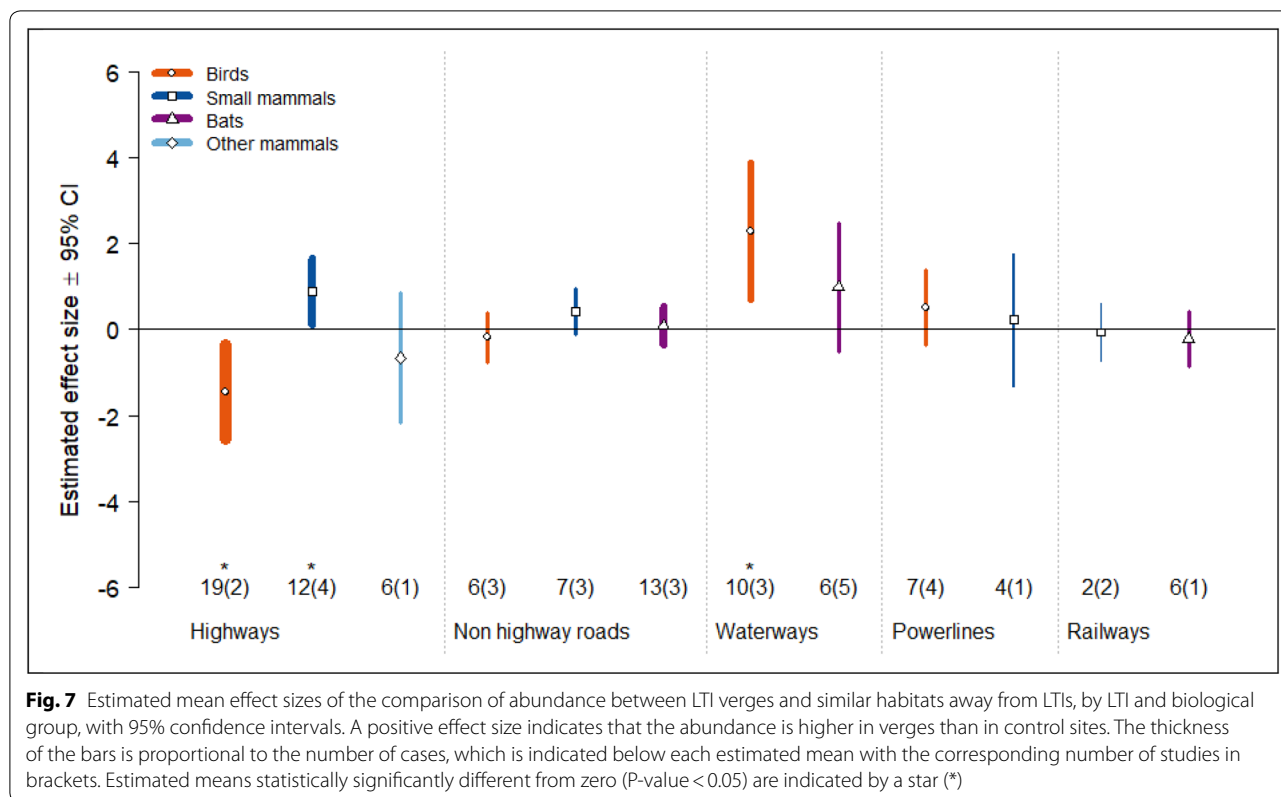 6
4
2
0
-2
-4
-6
Estimated effect size ± 95% CI
Birds
Small mammals
Bats
Other mammals
* * *
19(2) 12(4) 6(1) 6(3) 7(3) 13(3) 10(3) 6(5) 7(4) 4(1) 2(2) 6(1)
Highways Non highway roads Waterways Powerlines Railways
Fig. 7 Estimated mean effect sizes of the comparison of abundance between LTI verges and similar habitats away from LTIs, by LTI and biological
group, with 95% confidence intervals. A positive effect size indicates that the abundance is higher in verges than in control sites. The thickness
of the bars is proportional to the number of cases, which is indicated below each estimated mean with the corresponding number of studies in
brackets. Estimated means statistically significantly different from zero (P-value < 0.05) are indicated by a star (*)